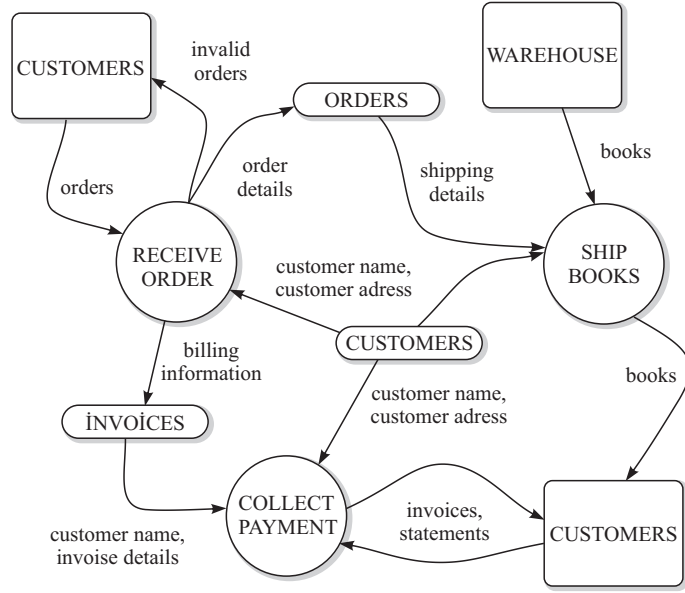 CUSTOMERS
invalid
orders
WAREHOUSE
ORDERS
orders
order
details
shipping
details
books
RECEIVE
ORDER
customer name,
customer adress
SHIP
BOOKS
CUSTOMERS
billing
information
customer name,
customer adress
books
İNVOİCES
COLLECT
PAYMENT
invoices,
statements
CUSTOMERS
customer name,
invoise details